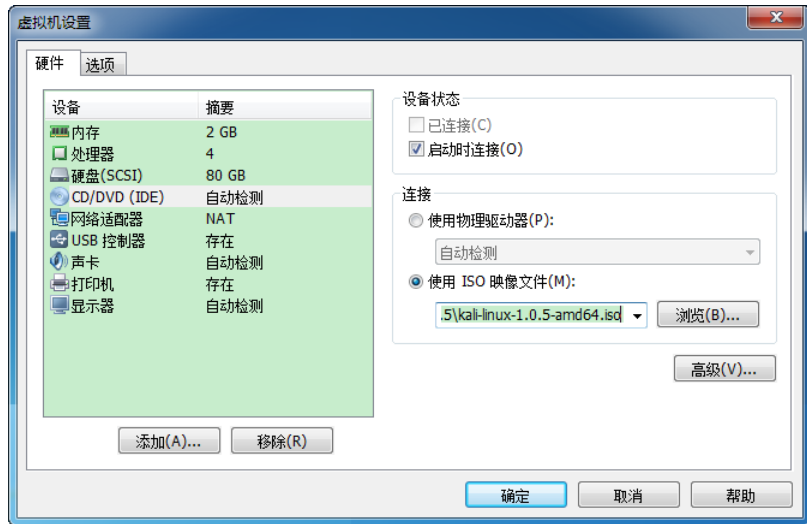 虚拟机设置
硬件 选项
设备 摘要
内存 2 GB
处理器 4
硬盘(SCSI) 80 GB
CD/DVD (IDE) 自动检测
网络适配器 NAT
USB 控制器 存在
声卡 自动检测
打印机 存在
显示器 自动检测
添加(A)... 移除(R)
设备状态
已连接(C)
启动时连接(O)
连接
使用物理驱动器(P):
自动检测
使用 ISO 映像文件(M):
.5\kali-linux-1.0.5-amd64.iso 浏览(B)...
高级(V)...
确定 取消 帮助